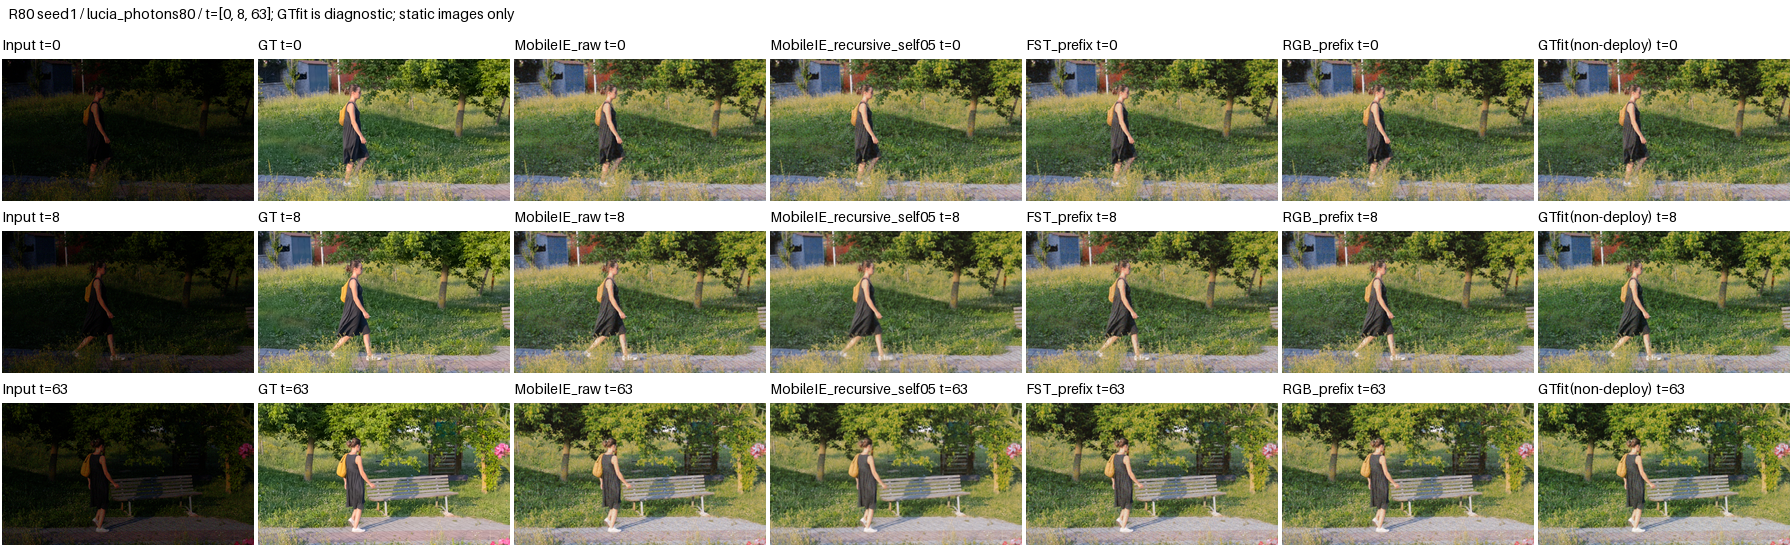 R80 seed1 / lucia_photons80 / t=[0, 8, 63]; GTfit is diagnostic; static images only
Input t=0 GT t=0 MobileIE_raw t=0 MobileIE_recursive_self05 t=0 FST_prefix t=0 RGB_prefix t=0 GTfit(non-deploy) t=0
Input t=8 GT t=8 MobileIE_raw t=8 MobileIE_recursive_self05 t=8 FST_prefix t=8 RGB_prefix t=8 GTfit(non-deploy) t=8
Input t=63 GT t=63 MobileIE_raw t=63 MobileIE_recursive_self05 t=63 FST_prefix t=63 RGB_prefix t=63 GTfit(non-deploy) t=63